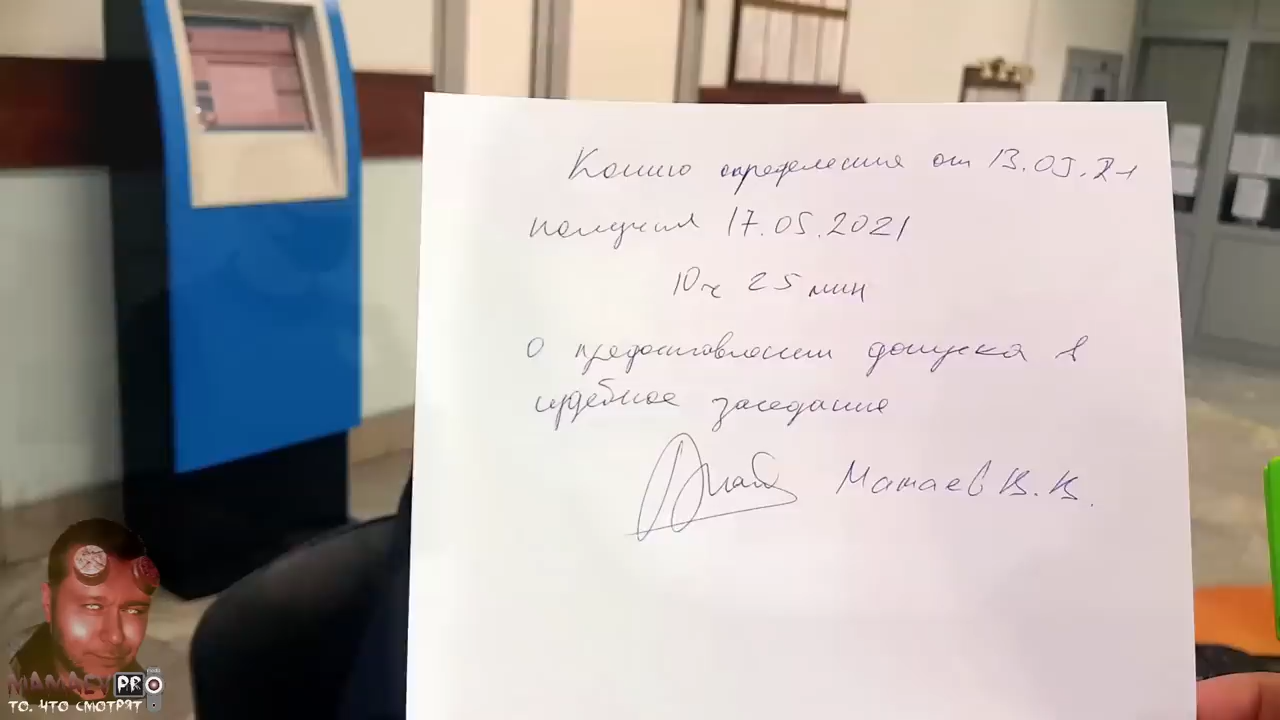 Копию определения от 13.05.21
получил 17.05.2021
10ч 25 мин
О предоставлении допуска в
судебное заседание
Мамаев В.В.
MAMAEV PRO
ТО, ЧТО СМОТРЯТ